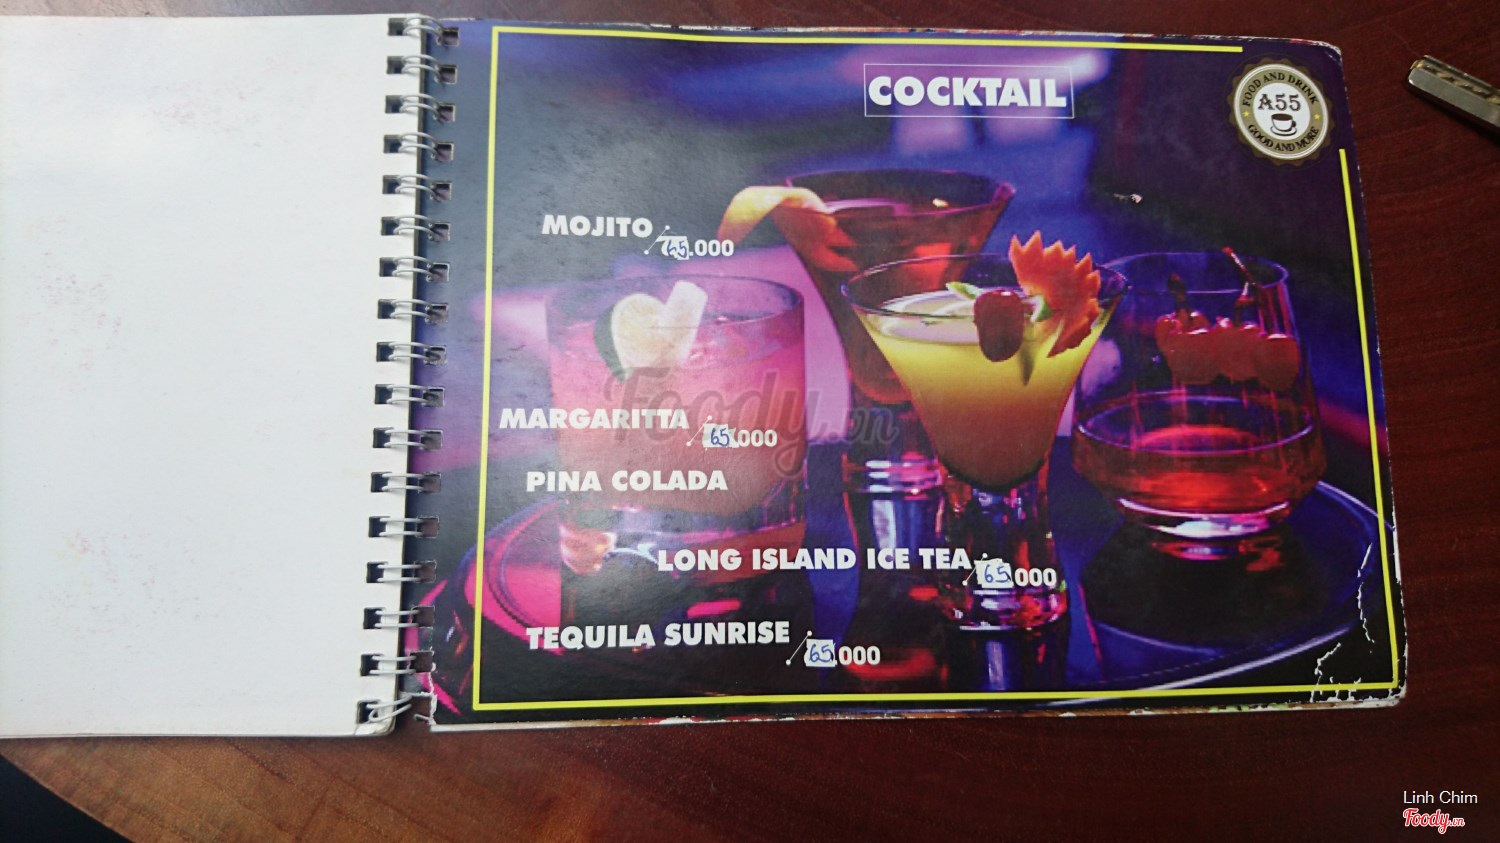 COCKTAIL
FOOD AND DRINK
A55
GOOD AND MORE
MOJITO
65.000
MARGARITTA
65.000
PINA COLADA
LONG ISLAND ICE TEA
65.000
TEQUILA SUNRISE
65.000
Foody.vn
Linh Chim
Foody.vn